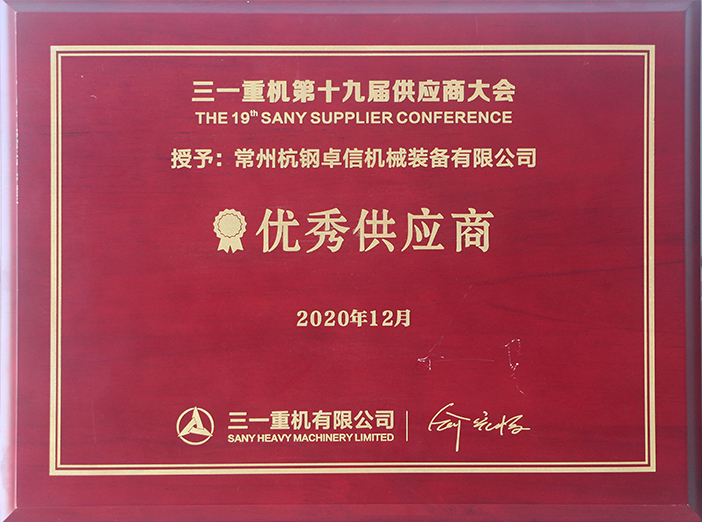 三一重机第十九届供应商大会
THE 19th SANY SUPPLIER CONFERENCE
授予：常州杭钢卓信机械装备有限公司
优秀供应商
2020年12月
三一重机有限公司
SANY HEAVY MACHINERY LIMITED